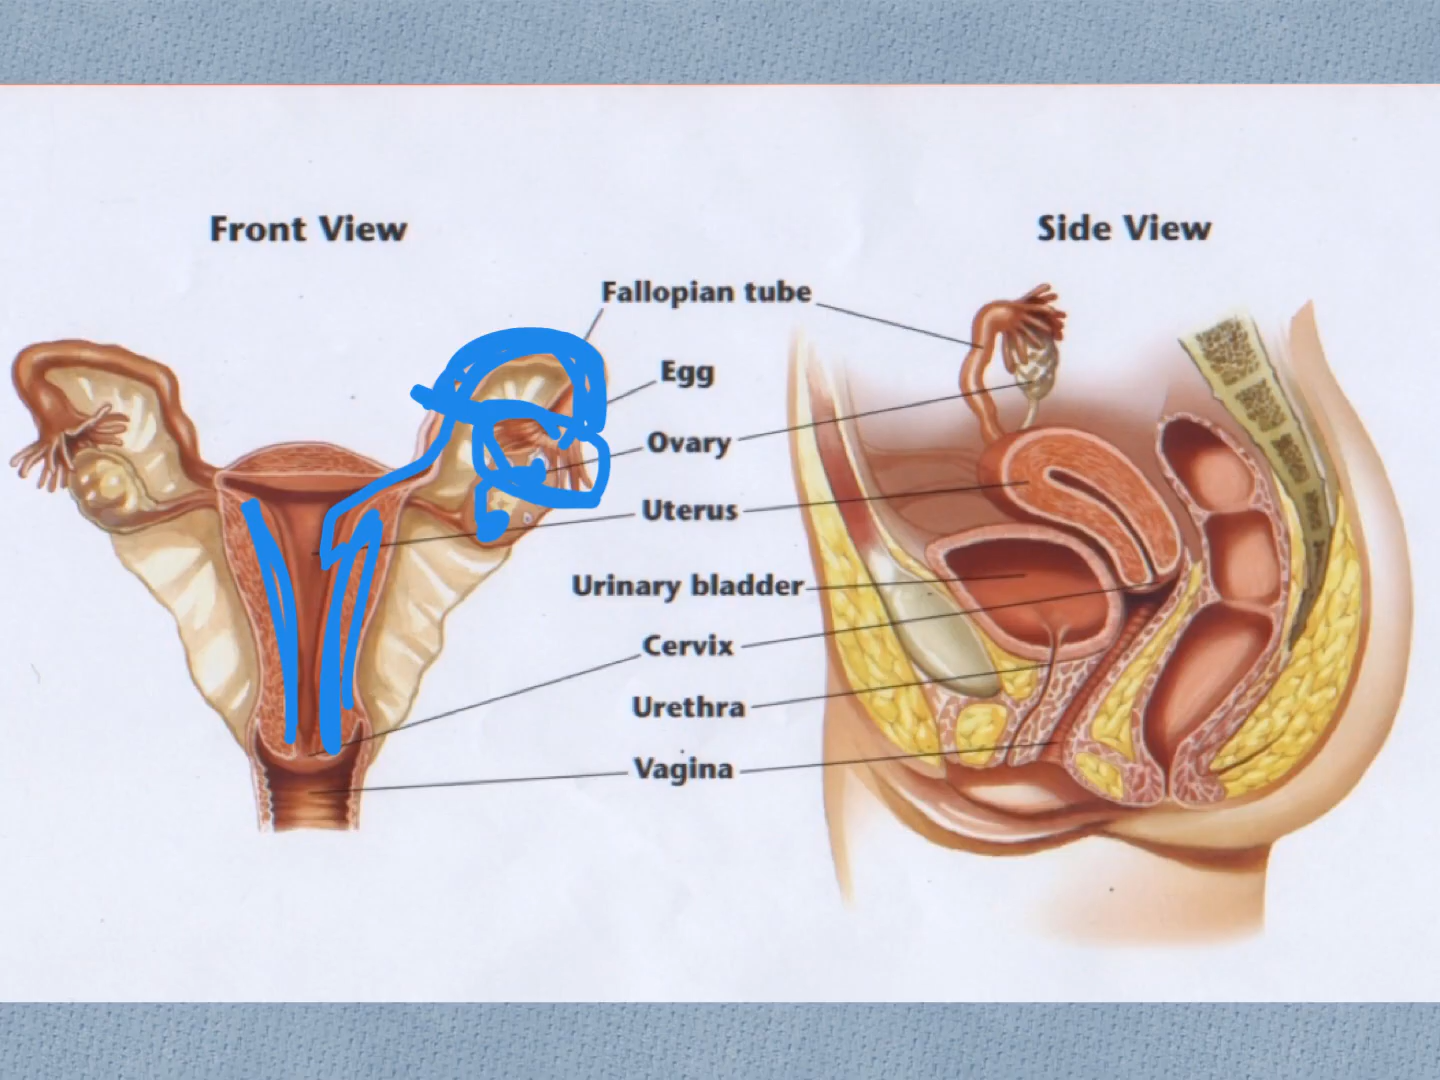 Front View
Side View
Fallopian tube
Egg
Ovary
Uterus
Urinary bladder
Cervix
Urethra
Vagina